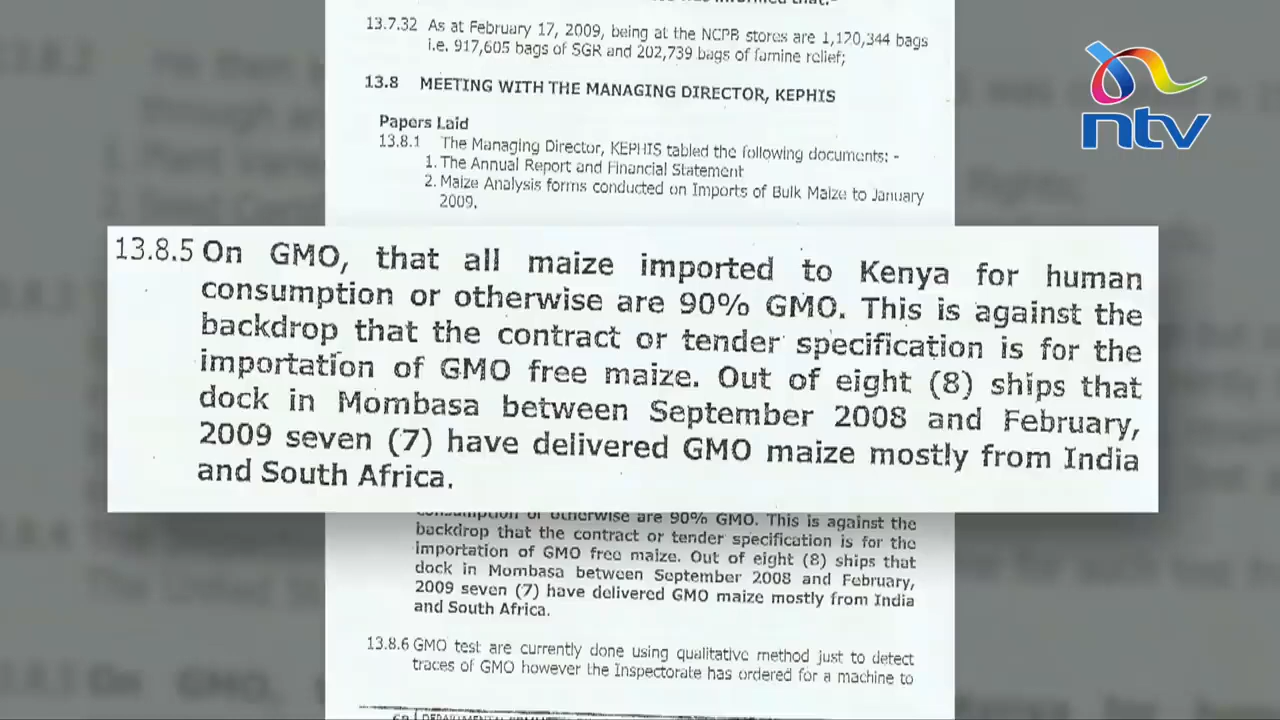 13.7.32 As at February 17, 2009, being at the NCPB stores are 1,120,344 bags
i.e. 917,605 bags of SGR and 202,739 bags of famine relief;
13.8 MEETING WITH THE MANAGING DIRECTOR, KEPHIS
Papers Laid
13.8.1 The Managing Director, KEPHIS tabled the following documents: -
1. The Annual Report and Financial Statement
2. Maize Analysis forms conducted on Imports of Bulk Maize to January
2009.
ntv
13.8.5 On GMO, that all maize imported to Kenya for human
consumption or otherwise are 90% GMO. This is against the
backdrop that the contract or tender specification is for the
importation of GMO free maize. Out of eight (8) ships that
dock in Mombasa between September 2008 and February,
2009 seven (7) have delivered GMO maize mostly from India
and South Africa.
consumption or otherwise are 90% GMO. This is against the
backdrop that the contract or tender specification is for the
importation of GMO free maize. Out of eight (8) ships that
dock in Mombasa between September 2008 and February,
2009 seven (7) have delivered GMO maize mostly from India
and South Africa.
13.8.6 GMO test are currently done using qualitative method just to detect
traces of GMO however the Inspectorate has ordered for a machine to